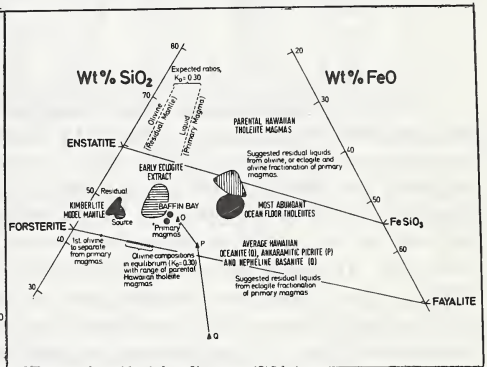 Wt % SiO2
80
70
50
40
30
Expected ratios,
KD = 0.30
Olivine
(Residual Mantle)
Liquid
(Primary Magma)
Wt % FeO
20
30
40
50
60
PARENTAL HAWAIIAN
THOLEIITE MAGMAS
Suggested residual liquids
from olivine, or eclogite and
olivine fractionation of primary
magmas.
ENSTATITE
EARLY ECLOGITE
EXTRACT
Residual
KIMBERLITE
MODEL MANTLE
Source
BAFFIN BAY
O
Primary
magmas
MOST ABUNDANT
OCEAN FLOOR THOLEIITES
FeSiO3
FORSTERITE
P
1st. olivine
to separate
from primary
magmas
Olivine compositions
in equilibrium (KD=0.30)
with range of parental
Hawaiian tholeiite
magmas
AVERAGE HAWAIIAN
OCEANITE (O), ANKARAMITIC PICRITE (P)
AND NEPHELINE BASANITE (Q)
Suggested residual liquids
from eclogite fractionation
of primary magmas
FAYALITE
Q